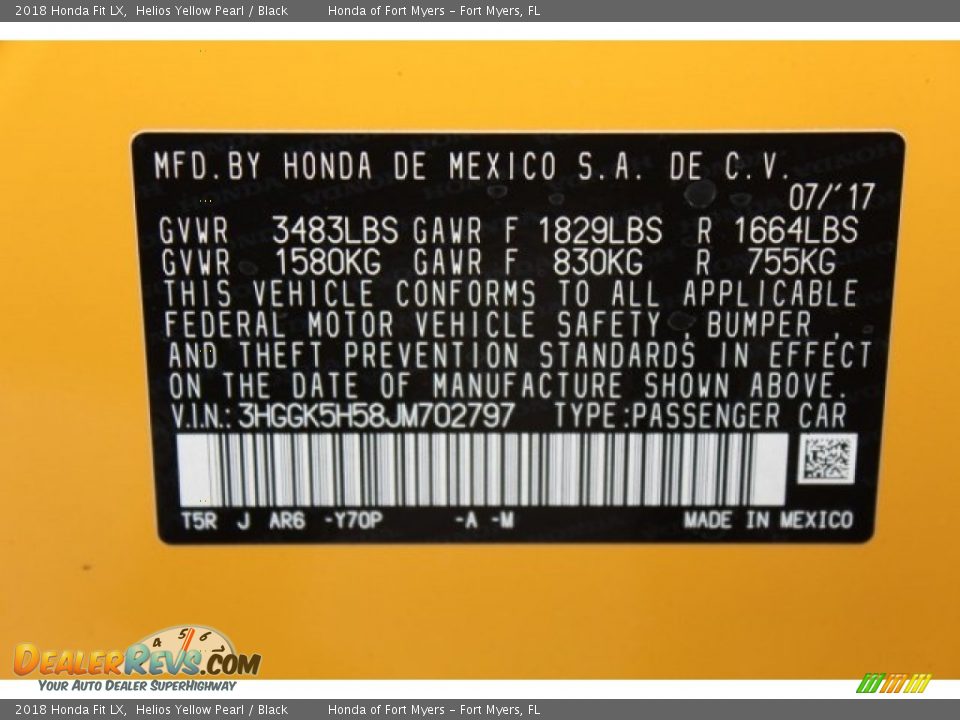 2018 Honda Fit LX, Helios Yellow Pearl / Black Honda of Fort Myers - Fort Myers, FL
MFD.BY HONDA DE MEXICO S.A. DE C.V.
07/'17
GVWR 3483LBS GAWR F 1829LBS R 1664LBS
GVWR 1580KG GAWR F 830KG R 755KG
THIS VEHICLE CONFORMS TO ALL APPLICABLE
FEDERAL MOTOR VEHICLE SAFETY , BUMPER ,
AND THEFT PREVENTION STANDARDS IN EFFECT
ON THE DATE OF MANUFACTURE SHOWN ABOVE.
V.I.N.: 3HGGK5H58JM702797 TYPE:PASSENGER CAR
T5R J AR6 -Y70P -A -M MADE IN MEXICO
4 5 6
DEALERREVS.COM
YOUR AUTO DEALER SUPERHIGHWAY
2018 Honda Fit LX, Helios Yellow Pearl / Black Honda of Fort Myers - Fort Myers, FL